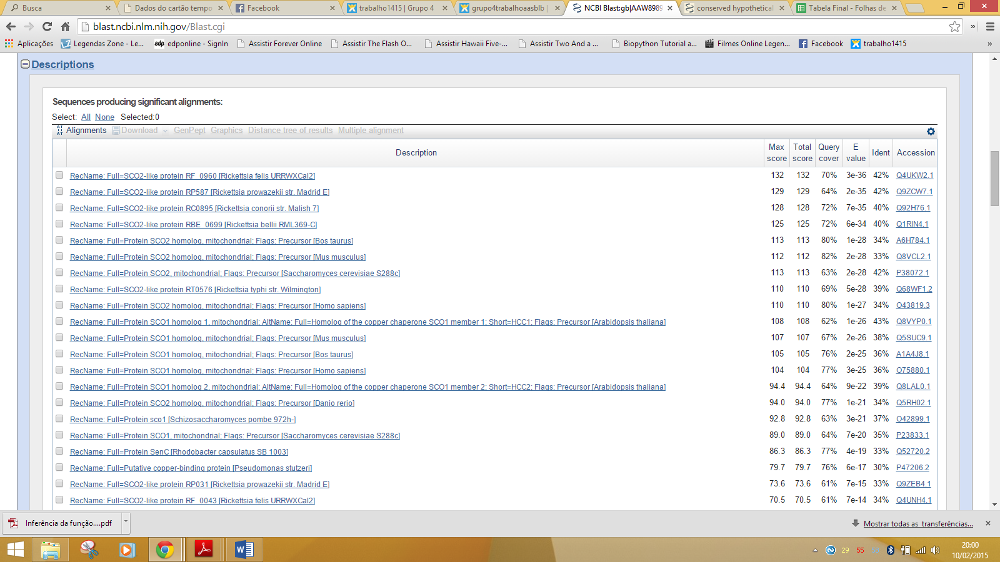 Busca
Dados do cartão tempo
Facebook
trabalho1415 | Grupo 4
grupo4trabalhoaasblb |
NCBI Blast:gb|AAW8989
conserved hypothetical
Tabela Final - Folhas de
blast.ncbi.nlm.nih.gov/Blast.cgi
Aplicações
Legendas Zone - Le...
edp edponline - SignIn
Assistir Forever Online
Assistir The Flash O...
Assistir Hawaii Five-...
Assistir Two And a ...
Biopython Tutorial a...
Filmes Online Legen...
Facebook
trabalho1415
»
Descriptions
Sequences producing significant alignments:
Select: All None Selected:0
Alignments Download GenPept Graphics Distance tree of results Multiple alignment
Description Max score Total score Query cover E value Ident Accession
RecName: Full=SCO2-like protein RF_0960 [Rickettsia felis URRWXCal2] 132 132 70% 3e-36 42% Q4UKW2.1
RecName: Full=SCO2-like protein RP587 [Rickettsia prowazekii str. Madrid E] 129 129 64% 2e-35 42% Q9ZCW7.1
RecName: Full=SCO2-like protein RC0895 [Rickettsia conorii str. Malish 7] 128 128 72% 7e-35 40% Q92H76.1
RecName: Full=SCO2-like protein RBE_0699 [Rickettsia bellii RML369-C] 125 125 72% 6e-34 40% Q1RIN4.1
RecName: Full=Protein SCO2 homolog, mitochondrial; Flags: Precursor [Bos taurus] 113 113 80% 1e-28 34% A6H784.1
RecName: Full=Protein SCO2 homolog, mitochondrial; Flags: Precursor [Mus musculus] 112 112 82% 2e-28 33% Q8VCL2.1
RecName: Full=Protein SCO2, mitochondrial; Flags: Precursor [Saccharomyces cerevisiae S288c] 113 113 63% 2e-28 42% P38072.1
RecName: Full=SCO2-like protein RT0576 [Rickettsia typhi str. Wilmington] 110 110 69% 5e-28 39% Q68WF1.2
RecName: Full=Protein SCO2 homolog, mitochondrial; Flags: Precursor [Homo sapiens] 110 110 80% 1e-27 34% O43819.3
RecName: Full=Protein SCO1 homolog 1, mitochondrial; AltName: Full=Homolog of the copper chaperone SCO1 member 1; Short=HCC1; Flags: Precursor [Arabidopsis thaliana] 108 108 62% 1e-26 43% Q8VYP0.1
RecName: Full=Protein SCO1 homolog, mitochondrial; Flags: Precursor [Mus musculus] 107 107 67% 2e-26 38% Q5SUC9.1
RecName: Full=Protein SCO1 homolog, mitochondrial; Flags: Precursor [Bos taurus] 105 105 76% 2e-25 36% A1A4J8.1
RecName: Full=Protein SCO1 homolog, mitochondrial; Flags: Precursor [Homo sapiens] 104 104 77% 3e-25 36% O75880.1
RecName: Full=Protein SCO1 homolog 2, mitochondrial; AltName: Full=Homolog of the copper chaperone SCO1 member 2; Short=HCC2; Flags: Precursor [Arabidopsis thaliana] 94.4 94.4 64% 9e-22 39% Q8LAL0.1
RecName: Full=Protein SCO2 homolog, mitochondrial; Flags: Precursor [Danio rerio] 94.0 94.0 77% 1e-21 34% Q5RH02.1
RecName: Full=Protein sco1 [Schizosaccharomyces pombe 972h-] 92.8 92.8 63% 3e-21 37% O42899.1
RecName: Full=Protein SCO1, mitochondrial; Flags: Precursor [Saccharomyces cerevisiae S288c] 89.0 89.0 64% 7e-20 35% P23833.1
RecName: Full=Protein SenC [Rhodobacter capsulatus SB 1003] 86.3 86.3 77% 4e-19 33% Q52720.2
RecName: Full=Putative copper-binding protein [Pseudomonas stutzeri] 79.7 79.7 76% 6e-17 30% P47206.2
RecName: Full=SCO2-like protein RP031 [Rickettsia prowazekii str. Madrid E] 73.6 73.6 61% 7e-15 33% Q9ZEB4.1
RecName: Full=SCO2-like protein RF_0043 [Rickettsia felis URRWXCal2] 70.5 70.5 61% 7e-14 34% Q4UNH4.1
Inferência da função....pdf
Mostrar todas as transferências...
29 55
20:00
10/02/2015